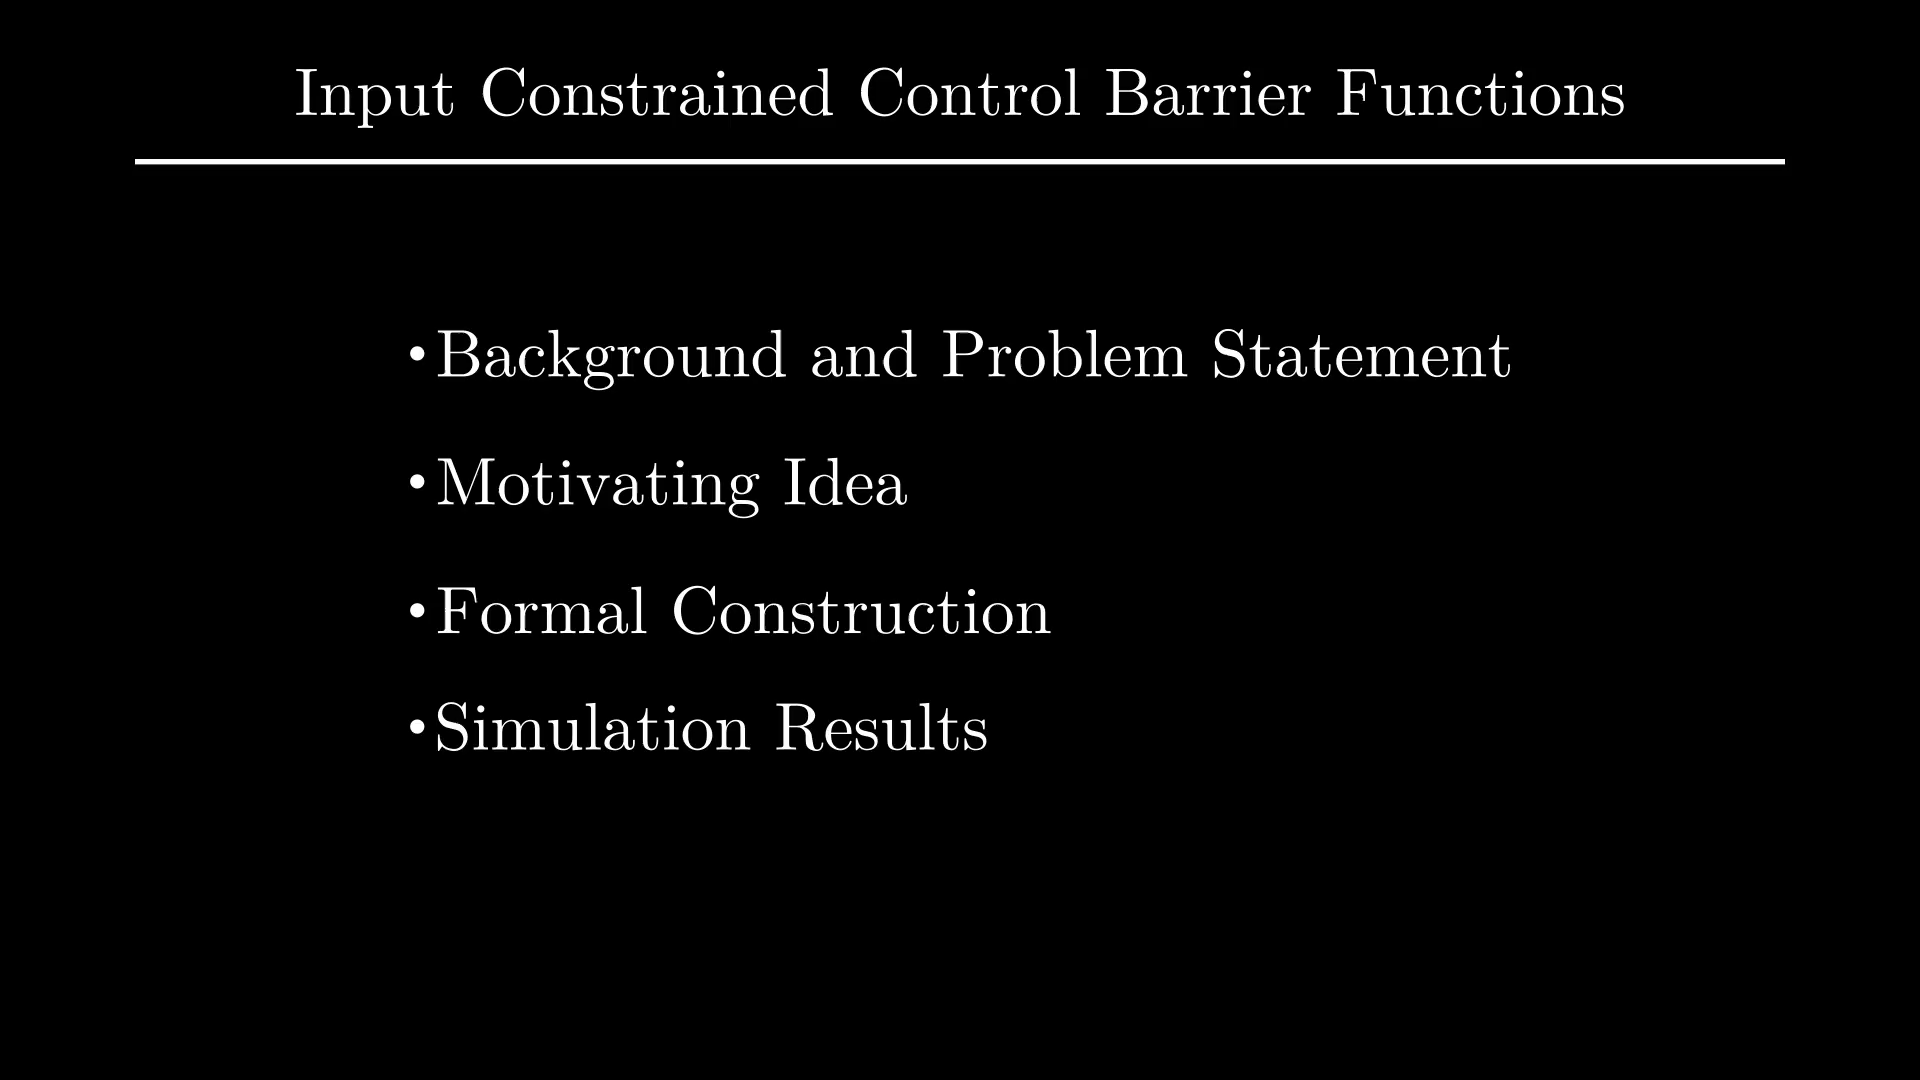 Input Constrained Control Barrier Functions
•Background and Problem Statement
•Motivating Idea
•Formal Construction
•Simulation Results